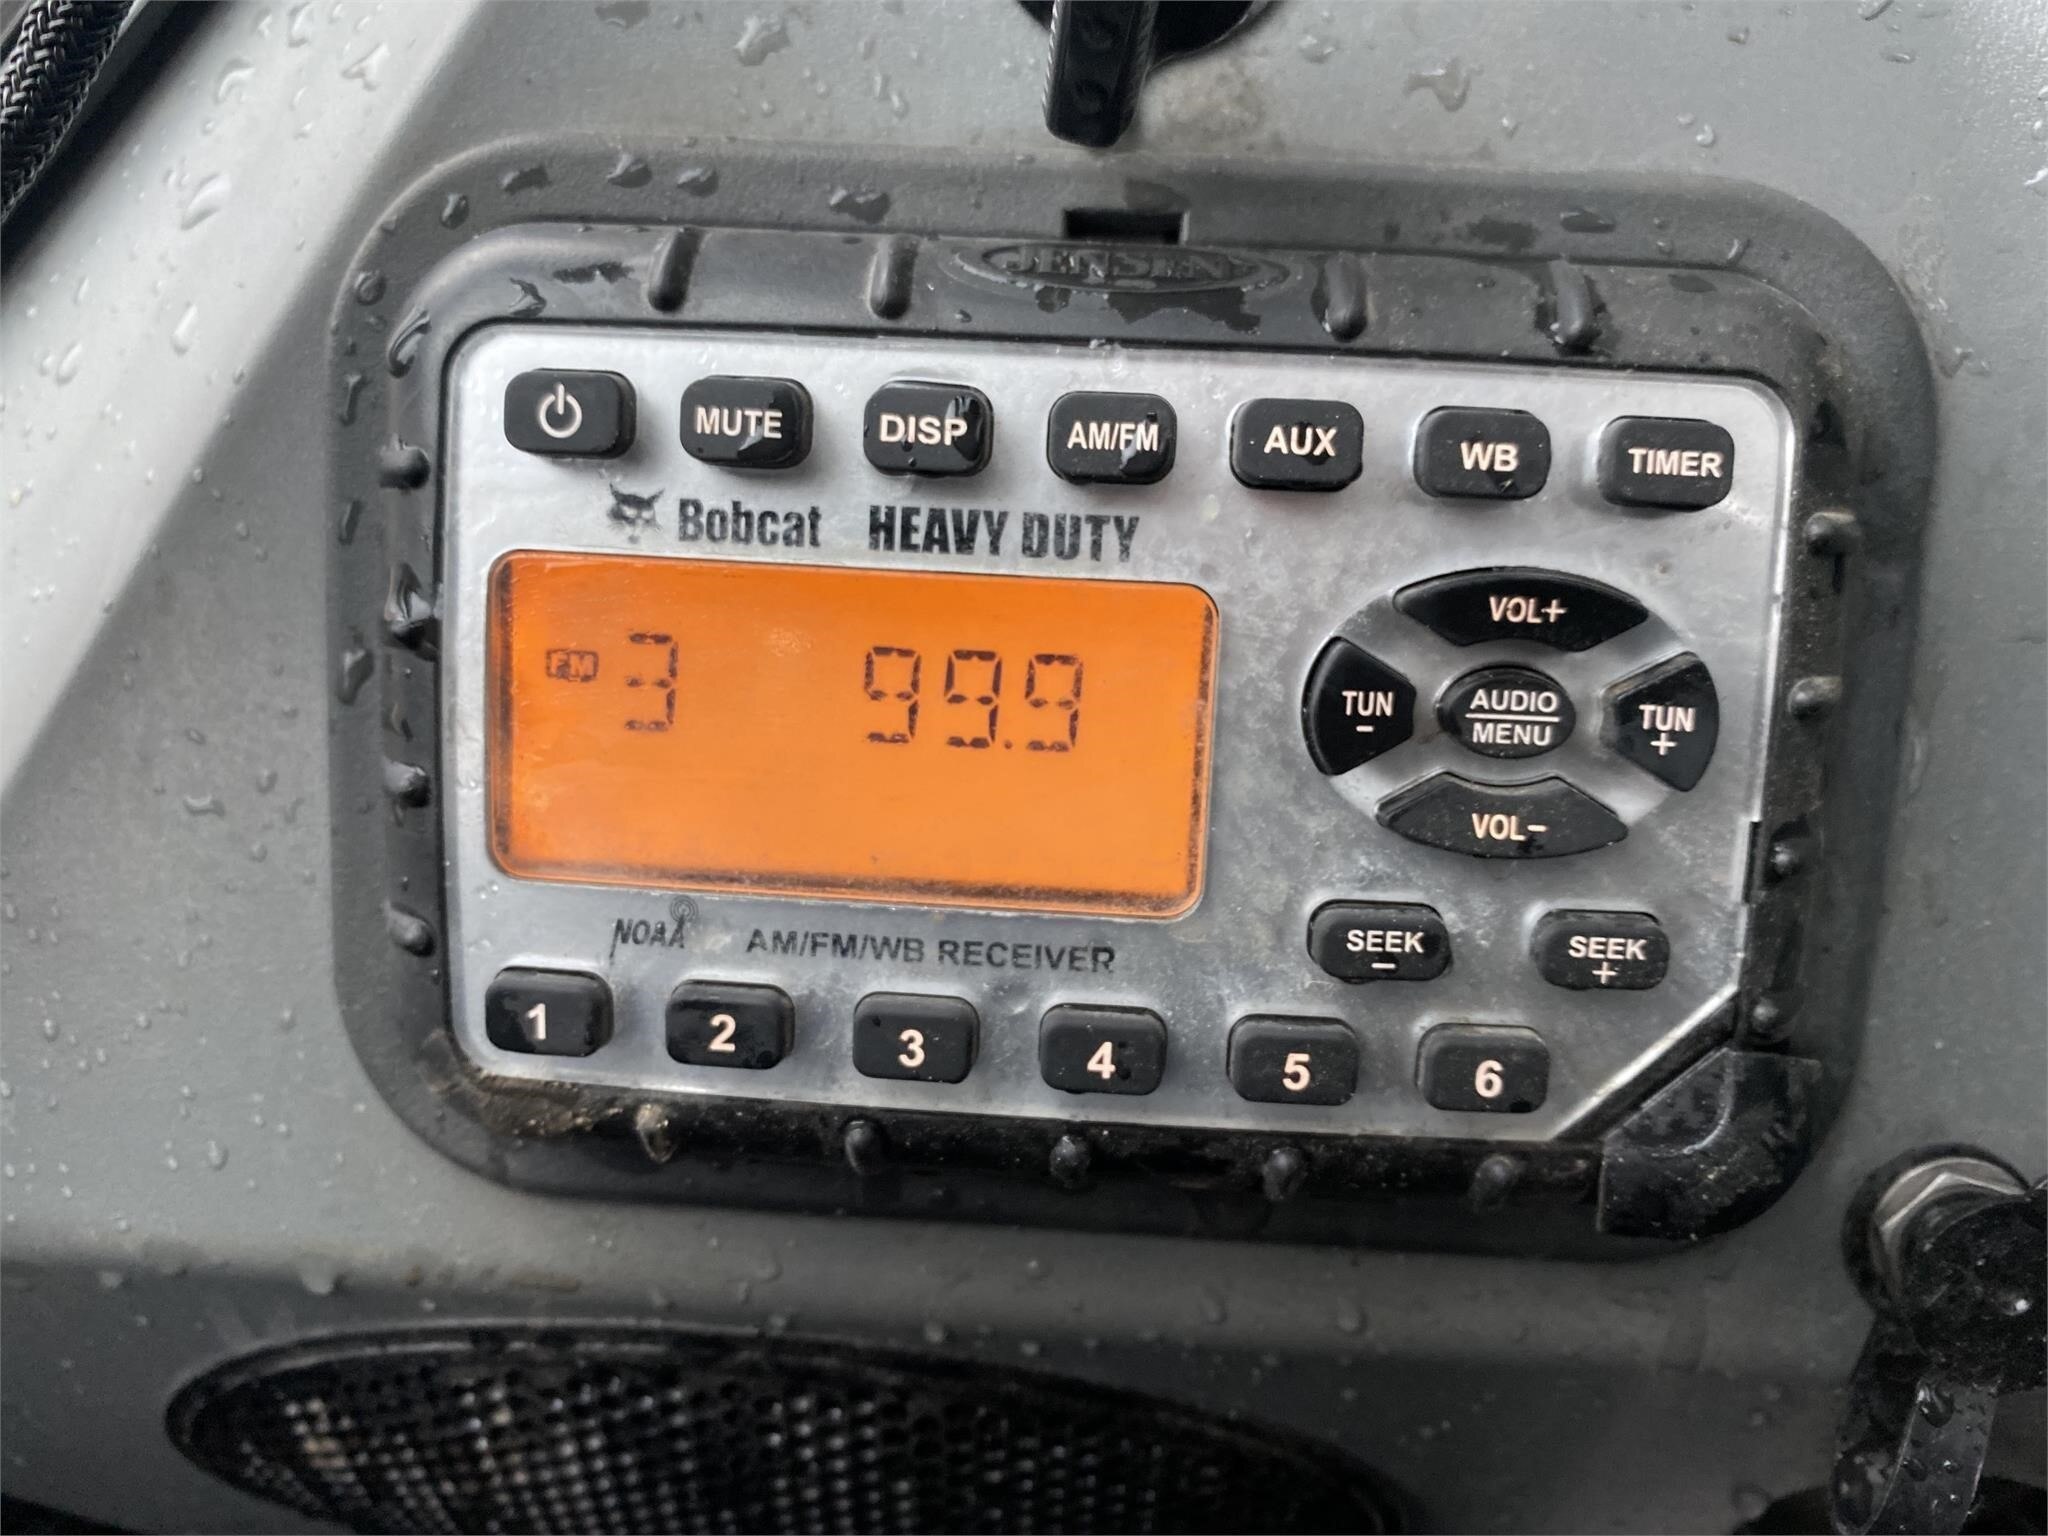 JENSEN
MUTE DISP AM/FM AUX WB TIMER
Bobcat HEAVY DUTY
FM 3 99.9
VOL+
TUN - AUDIO MENU TUN +
VOL-
NOAA AM/FM/WB RECEIVER
SEEK - SEEK +
1 2 3 4 5 6